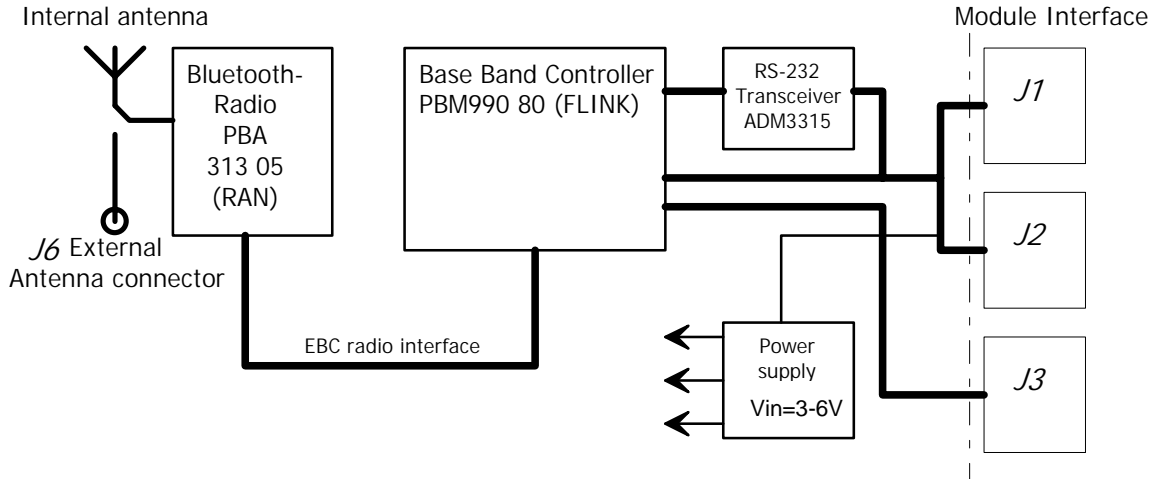 Internal antenna
Module Interface
Bluetooth-
Radio
PBA
313 05
(RAN)
Base Band Controller
PBM990 80 (FLINK)
RS-232
Transceiver
ADM3315
J1
J2
J6 External
Antenna connector
EBC radio interface
Power
supply
Vin=3-6V
J3